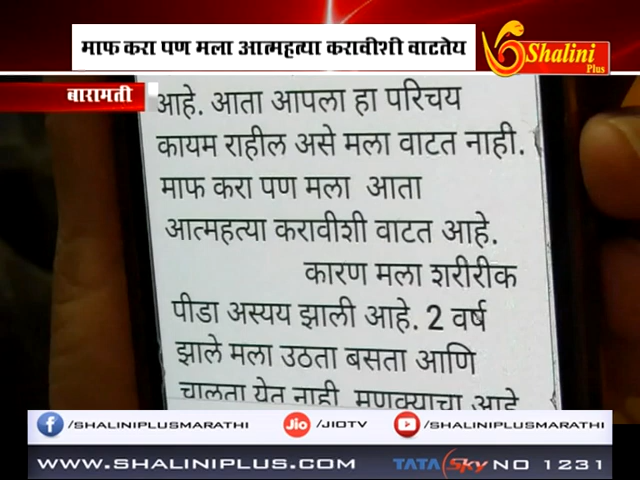 माफ करा पण मला आत्महत्या करावीशी वाटतेय
Shalini
Plus
बारामती
आहे. आता आपला हा परिचय
कायम राहील असे मला वाटत नाही.
माफ करा पण मला आता
आत्महत्या करावीशी वाटत आहे.
कारण मला शरीरीक
पीडा अस्यय झाली आहे. 2 वर्ष
झाले मला उठता बसता आणि
चालता येत नाही मणक्याचा आहे
/SHALINIPLUSMARATHI
Jio /JIOTV
/SHALINIPLUSMARATHI
WWW.SHALINIPLUS.COM
TATA Sky NO 1231